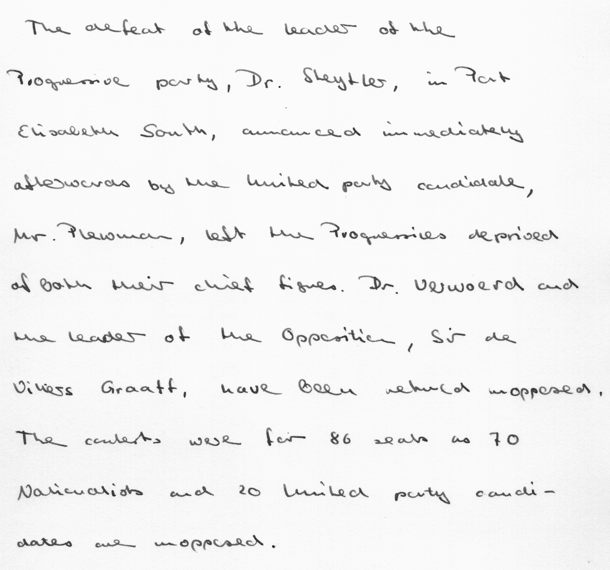 The defeat of the leader of the
Progressive party, Dr. Steytler, in Port
Elisabeth South, announced immediately
afterwards by the United party candidate,
Mr. Plewman, left the Progressives deprived
of both their chief figures. Dr. Verwoerd and
the leader of the Opposition, Sir de
Villiers Graaff, have been returned unopposed.
The contests were for 86 seats as 70
Nationalists and 20 United party candi-
dates are unopposed.